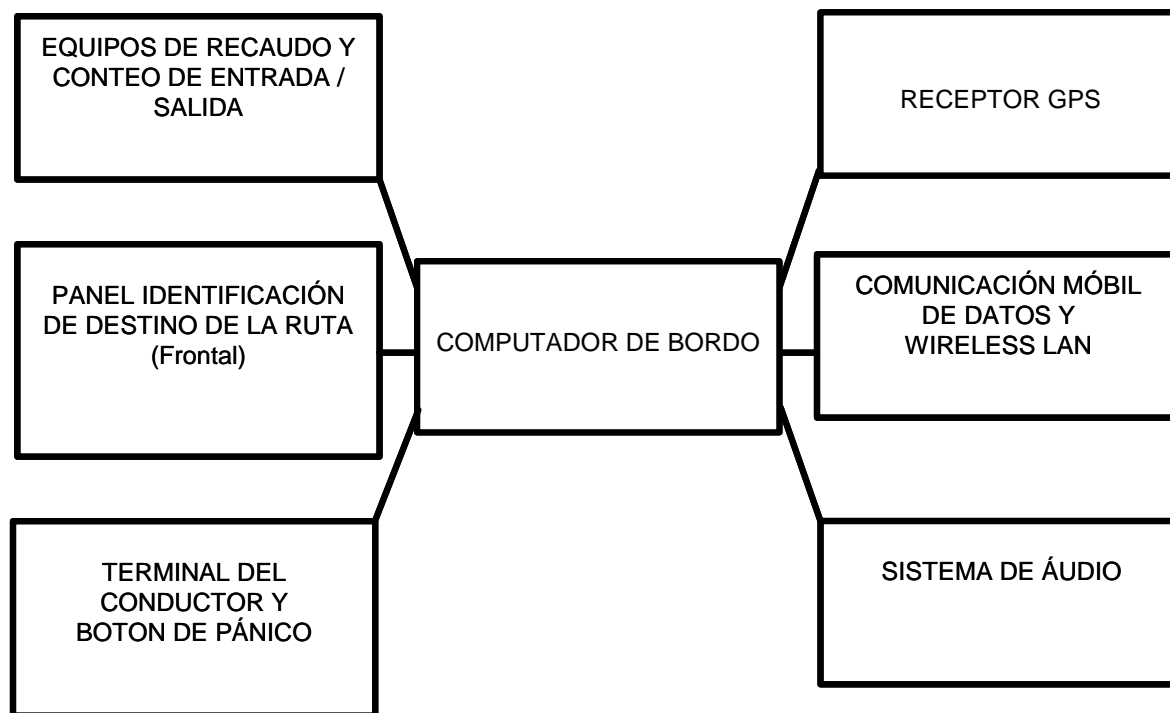 EQUIPOS DE RECAUDO Y
CONTEO DE ENTRADA /
SALIDA
RECEPTOR GPS
PANEL IDENTIFICACIÓN
DE DESTINO DE LA RUTA
(Frontal)
COMPUTADOR DE BORDO
COMUNICACIÓN MÓBIL
DE DATOS Y
WIRELESS LAN
TERMINAL DEL
CONDUCTOR Y
BOTON DE PÁNICO
SISTEMA DE ÁUDIO